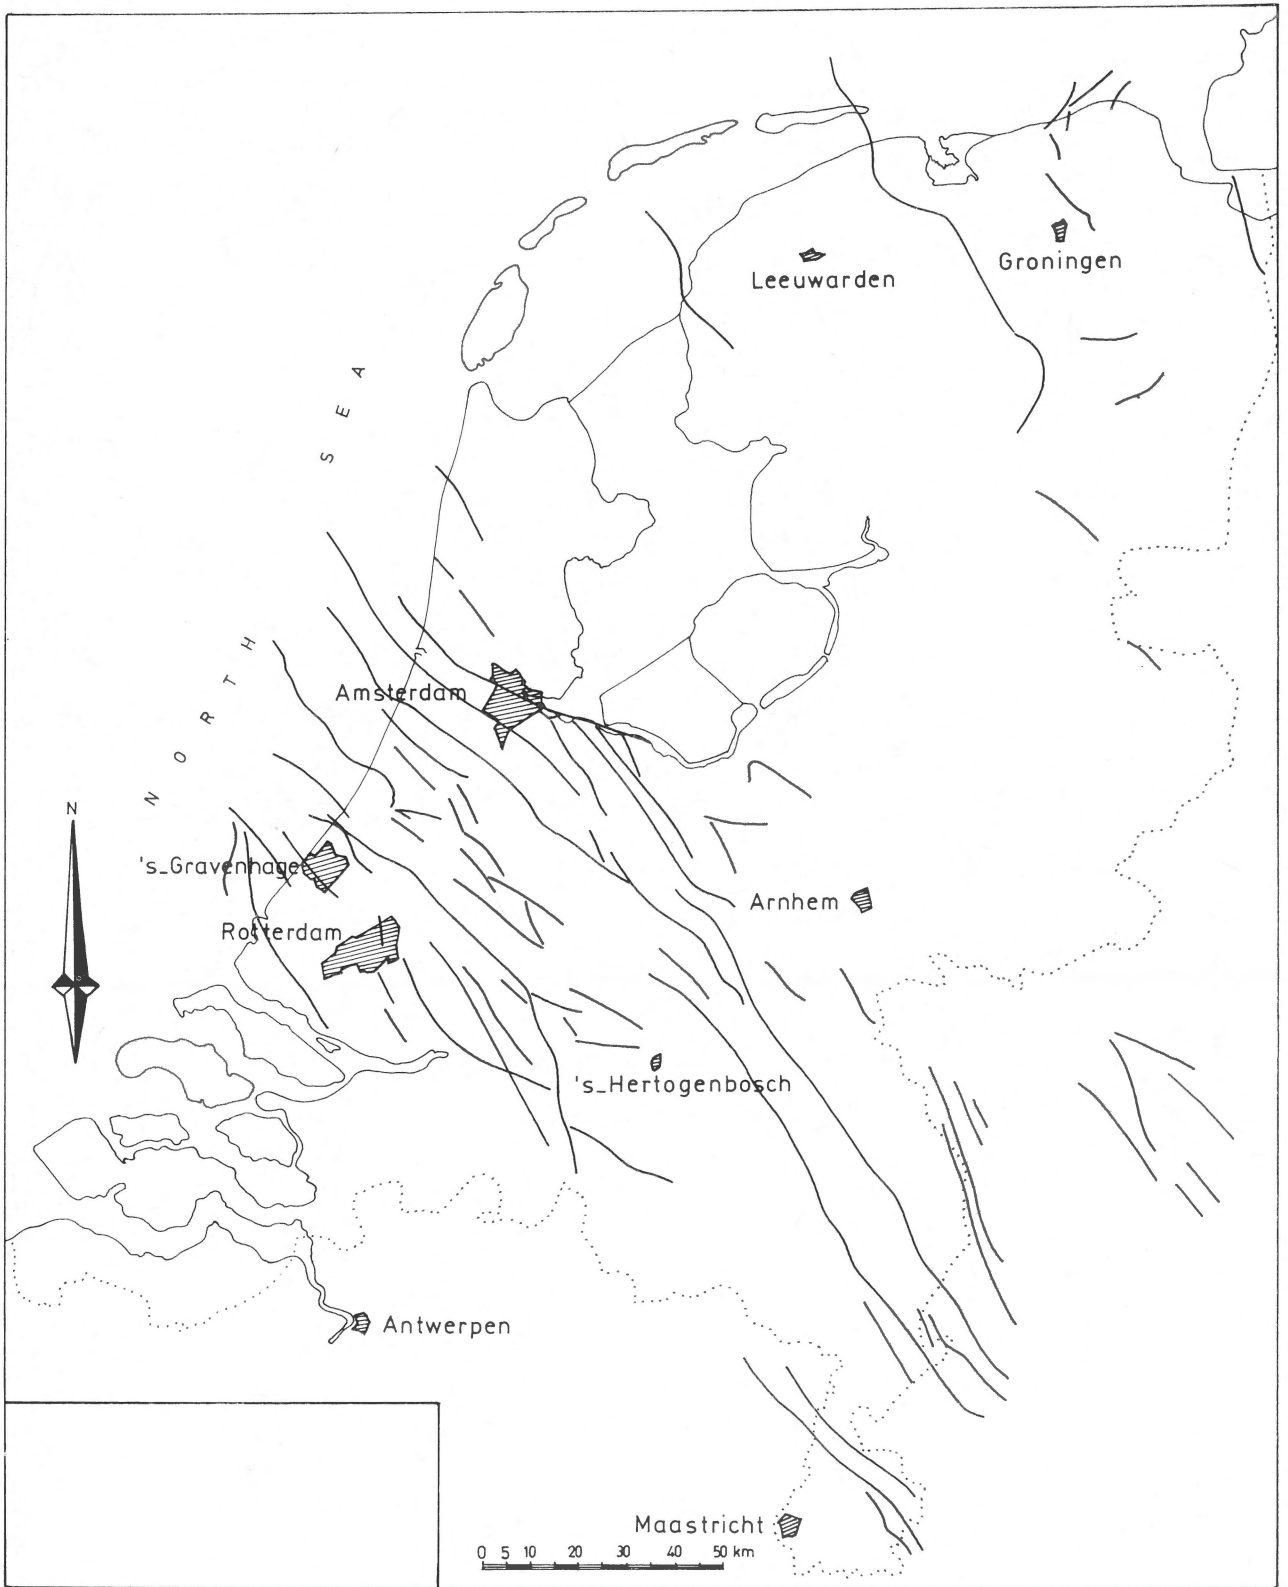 Leeuwarden
Groningen
NORTH SEA
Amsterdam
N
's_Gravenhage
Arnhem
Rotterdam
's_Hertogenbosch
Antwerpen
Maastricht
0 5 10 20 30 40 50 km